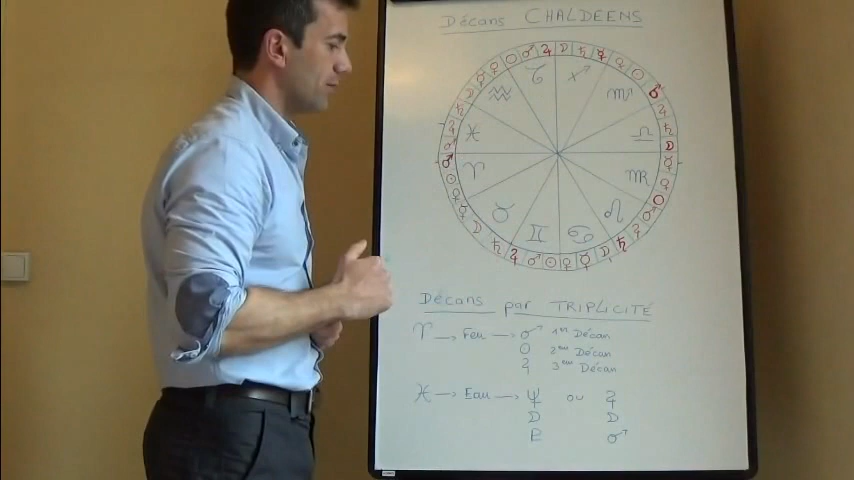 Décans CHALDEENS
♑ ♐ ♏ ♎ ♍ ♌ ♋ ♊ ♉ ♈ ♓ ♒
Décans par TRIPLICITÉ
♈ → Feu → ♂ 1er Décan
☉ 2ème Décan
♃ 3ème Décan
♓ → Eau → ♆ ou ♃
☽ ☽
♇ ♂